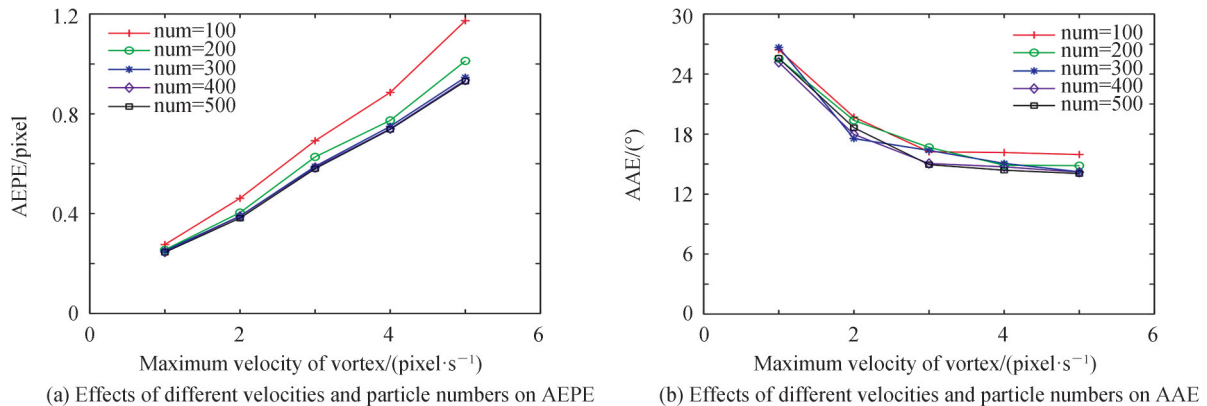 1.2
0.8
0.4
0
AEPE/pixel
num=100
num=200
num=300
num=400
num=500
0 2 4 6
Maximum velocity of vortex/(pixel·s⁻¹)
(a) Effects of different velocities and particle numbers on AEPE
30
24
18
12
6
0
AAE/(°)
num=100
num=200
num=300
num=400
num=500
0 2 4 6
Maximum velocity of vortex/(pixel·s⁻¹)
(b) Effects of different velocities and particle numbers on AAE